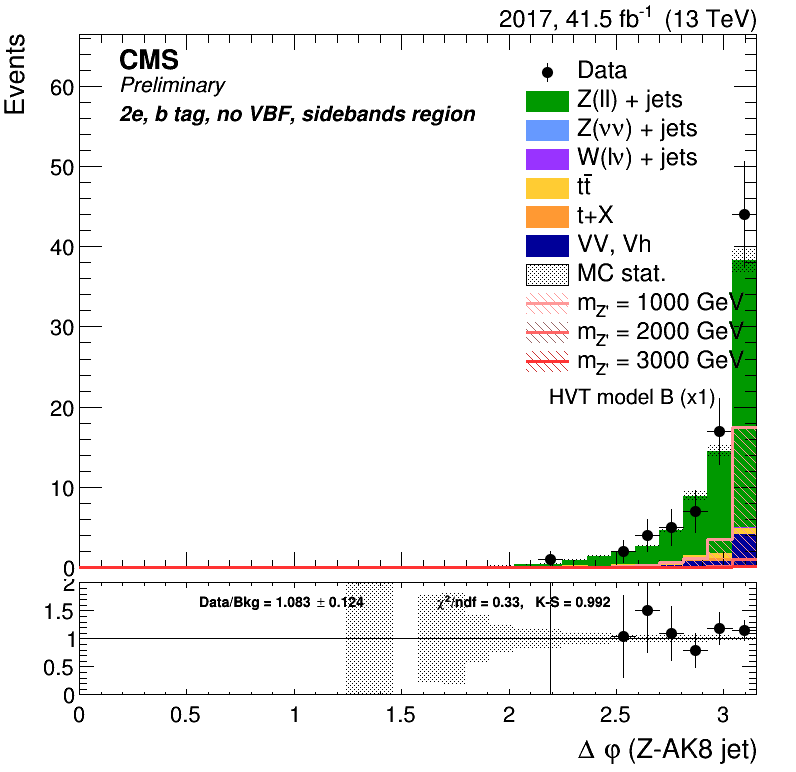 2017, 41.5 fb⁻¹ (13 TeV)
Events
CMS
Preliminary
2e, b tag, no VBF, sidebands region
Data
Z(ll) + jets
Z(νν) + jets
W(lν) + jets
tt̄
t+X
VV, Vh
MC stat.
m_Z' = 1000 GeV
m_Z' = 2000 GeV
m_Z' = 3000 GeV
HVT model B (x1)
60
50
40
30
20
10
0
2
1.5
1
0.5
0
Data/Bkg = 1.083 ± 0.124
χ²/ndf = 0.33, K-S = 0.992
0 0.5 1 1.5 2 2.5 3
Δ φ (Z-AK8 jet)